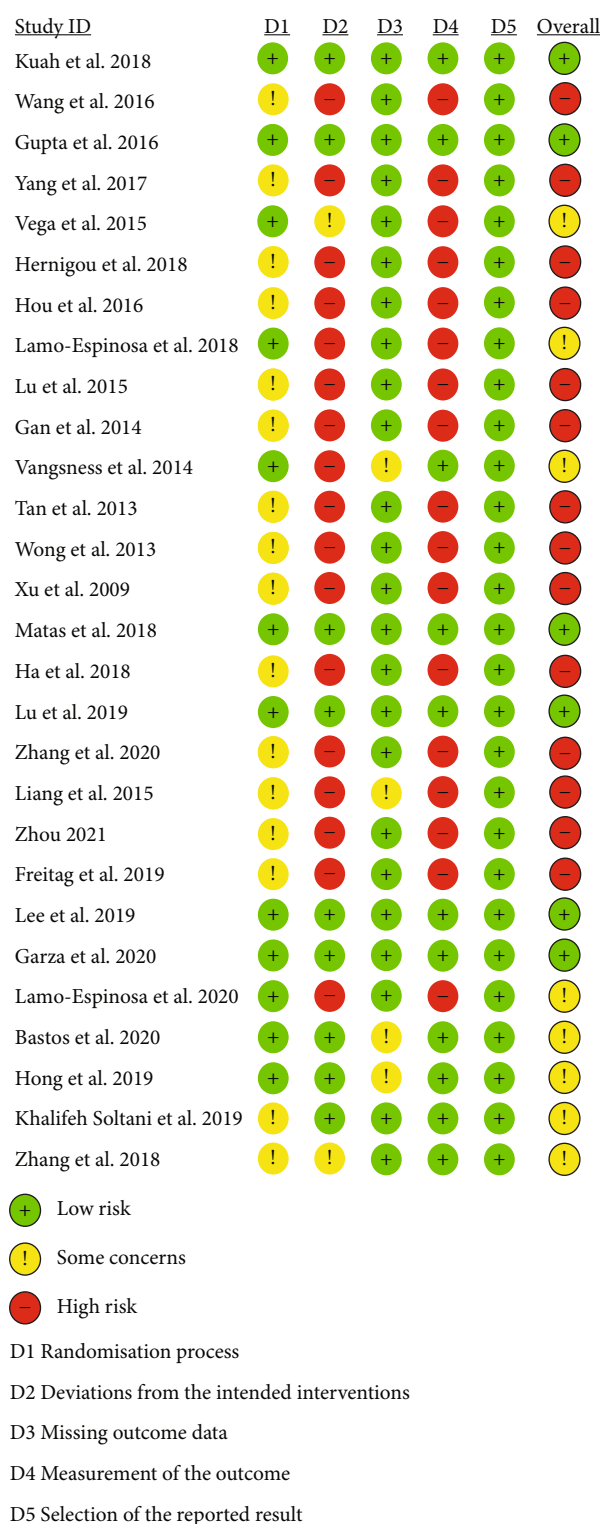 Study ID D1 D2 D3 D4 D5 Overall
Kuah et al. 2018 + + + + + +
Wang et al. 2016 ! − + − + −
Gupta et al. 2016 + + + + + +
Yang et al. 2017 ! − + − + −
Vega et al. 2015 + ! + − + !
Hernigou et al. 2018 ! − + − + −
Hou et al. 2016 ! − + − + −
Lamo-Espinosa et al. 2018 + − + − + !
Lu et al. 2015 ! − + − + −
Gan et al. 2014 ! − + − + −
Vangsness et al. 2014 + − ! + + !
Tan et al. 2013 ! − + − + −
Wong et al. 2013 ! − + − + −
Xu et al. 2009 ! − + − + −
Matas et al. 2018 + + + + + +
Ha et al. 2018 ! − + − + −
Lu et al. 2019 + + + + + +
Zhang et al. 2020 ! − + − + −
Liang et al. 2015 ! − ! − + −
Zhou 2021 ! − + − + −
Freitag et al. 2019 ! − + − + −
Lee et al. 2019 + + + + + +
Garza et al. 2020 + + + + + +
Lamo-Espinosa et al. 2020 + − + − + !
Bastos et al. 2020 + + ! + + !
Hong et al. 2019 + + ! + + !
Khalifeh Soltani et al. 2019 ! + + + + !
Zhang et al. 2018 ! ! + + + !
+ Low risk
! Some concerns
− High risk
D1 Randomisation process
D2 Deviations from the intended interventions
D3 Missing outcome data
D4 Measurement of the outcome
D5 Selection of the reported result